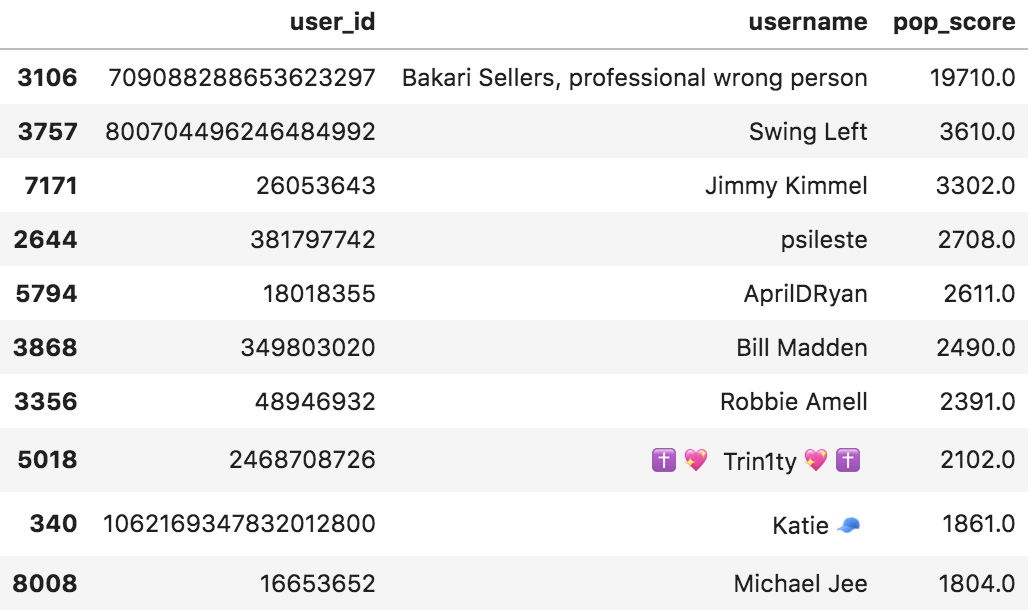 user_id username pop_score
3106 709088288653623297 Bakari Sellers, professional wrong person 19710.0
3757 800704496246484992 Swing Left 3610.0
7171 26053643 Jimmy Kimmel 3302.0
2644 381797742 psileste 2708.0
5794 18018355 AprilDRyan 2611.0
3868 349803020 Bill Madden 2490.0
3356 48946932 Robbie Amell 2391.0
5018 2468708726 ✝️ 💖 Trin1ty 💖 ✝️ 2102.0
340 1062169347832012800 Katie 🧢 1861.0
8008 16653652 Michael Jee 1804.0